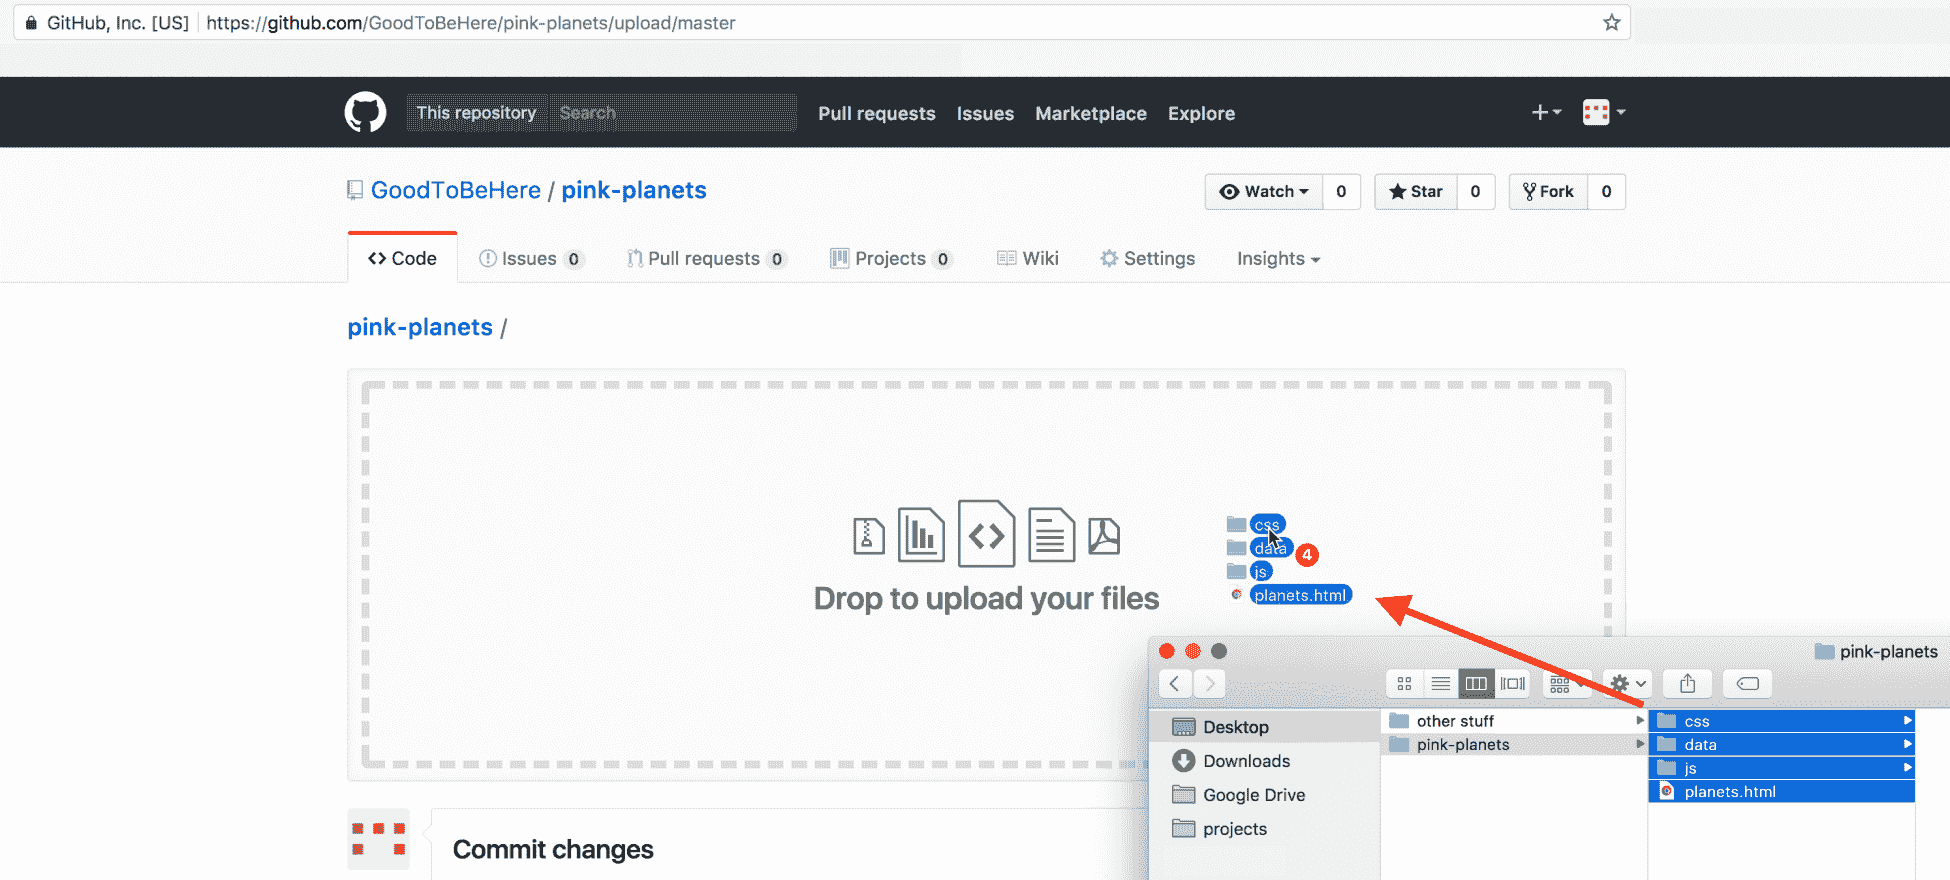 GitHub, Inc. [US] https://github.com/GoodToBeHere/pink-planets/upload/master
This repository Search Pull requests Issues Marketplace Explore
GoodToBeHere / pink-planets Watch 0 Star 0 Fork 0
Code Issues 0 Pull requests 0 Projects 0 Wiki Settings Insights
pink-planets /
css
data 4
js
planets.html
Drop to upload your files
pink-planets
Desktop
Downloads
Google Drive
projects
other stuff
pink-planets
css
data
js
planets.html
Commit changes